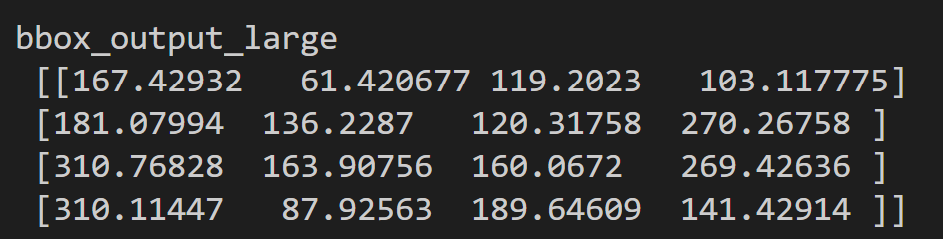 bbox_output_large
[[167.42932 61.420677 119.2023 103.117775]
[181.07994 136.2287 120.31758 270.26758 ]
[310.76828 163.90756 160.0672 269.42636 ]
[310.11447 87.92563 189.64609 141.42914 ]]